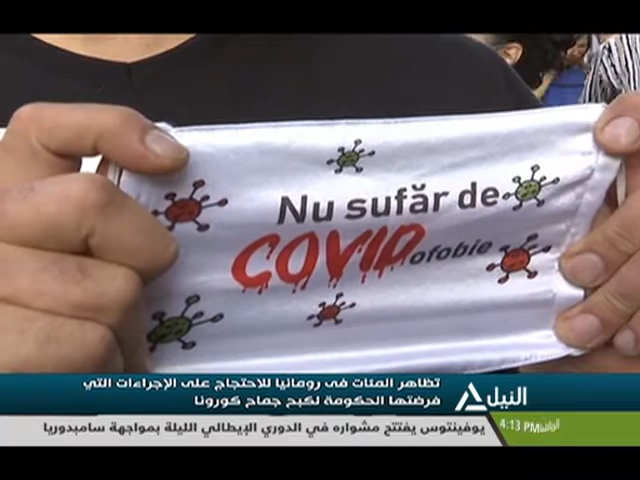 Nu sufăr de
COVIDofobie
تظاهر المئات فى رومانيا للاحتجاج على الإجراءات التي
فرضتها الحكومة لكبح جماح كورونا
النيل
يوفينتوس يفتتح مشواره في الدوري الإيطالي الليلة بمواجهة سامبدوريا
4:13 PM